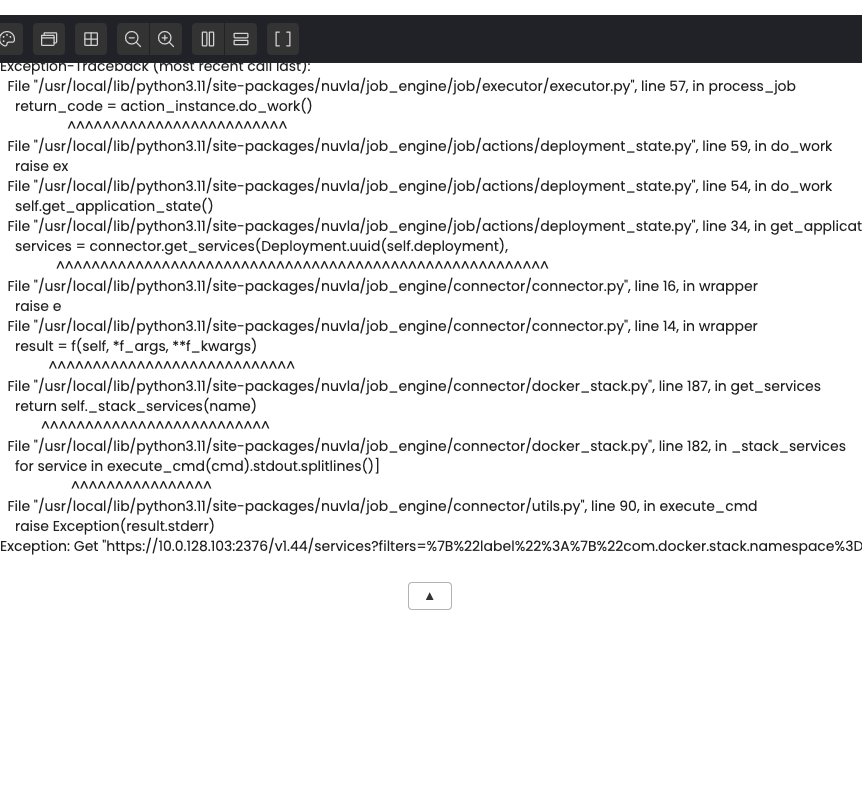 Exception-Traceback (most recent call last):
File "/usr/local/lib/python3.11/site-packages/nuvla/job_engine/job/executor/executor.py", line 57, in process_job
return_code = action_instance.do_work()
^^^^^^^^^^^^^^^^^^^^^^^^^
File "/usr/local/lib/python3.11/site-packages/nuvla/job_engine/job/actions/deployment_state.py", line 59, in do_work
raise ex
File "/usr/local/lib/python3.11/site-packages/nuvla/job_engine/job/actions/deployment_state.py", line 54, in do_work
self.get_application_state()
File "/usr/local/lib/python3.11/site-packages/nuvla/job_engine/job/actions/deployment_state.py", line 34, in get_applicat
services = connector.get_services(Deployment.uuid(self.deployment),
^^^^^^^^^^^^^^^^^^^^^^^^^^^^^^^^^^^^^^^^^^^^^^^^^^^^^^^^
File "/usr/local/lib/python3.11/site-packages/nuvla/job_engine/connector/connector.py", line 16, in wrapper
raise e
File "/usr/local/lib/python3.11/site-packages/nuvla/job_engine/connector/connector.py", line 14, in wrapper
result = f(self, *f_args, **f_kwargs)
^^^^^^^^^^^^^^^^^^^^^^^^^^^^
File "/usr/local/lib/python3.11/site-packages/nuvla/job_engine/connector/docker_stack.py", line 187, in get_services
return self._stack_services(name)
^^^^^^^^^^^^^^^^^^^^^^^^^^
File "/usr/local/lib/python3.11/site-packages/nuvla/job_engine/connector/docker_stack.py", line 182, in _stack_services
for service in execute_cmd(cmd).stdout.splitlines()]
^^^^^^^^^^^^^^^^
File "/usr/local/lib/python3.11/site-packages/nuvla/job_engine/connector/utils.py", line 90, in execute_cmd
raise Exception(result.stderr)
Exception: Get "https://10.0.128.103:2376/v1.44/services?filters=%7B%22label%22%3A%7B%22com.docker.stack.namespace%3D